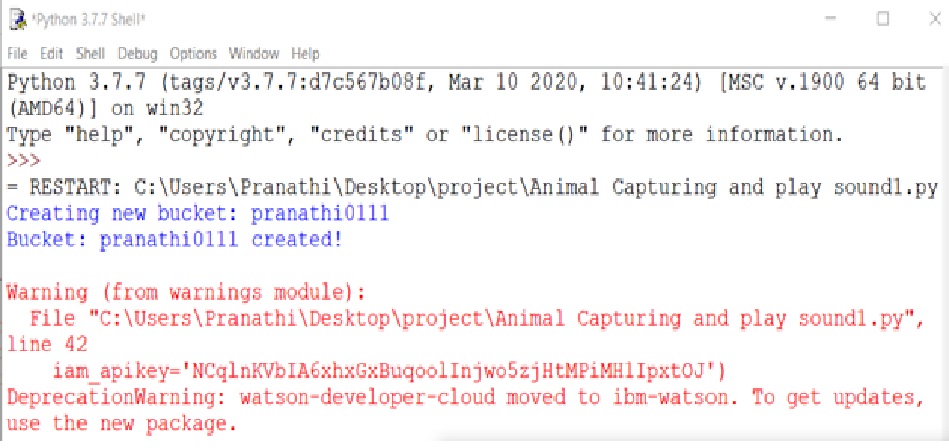 *Python 3.7.7 Shell*
File Edit Shell Debug Options Window Help
Python 3.7.7 (tags/v3.7.7:d7c567b08f, Mar 10 2020, 10:41:24) [MSC v.1900 64 bit
(AMD64)] on win32
Type "help", "copyright", "credits" or "license()" for more information.
>>>
= RESTART: C:\Users\Pranathi\Desktop\project\Animal Capturing and play sound1.py
Creating new bucket: pranathi0111
Bucket: pranathi0111 created!
Warning (from warnings module):
File "C:\Users\Pranathi\Desktop\project\Animal Capturing and play sound1.py",
line 42
iam_apikey='NCqlnKVbIA6xhxGxBuqoolInjwo5zjHtMPiMH1IpxtOJ')
DeprecationWarning: watson-developer-cloud moved to ibm-watson. To get updates,
use the new package.